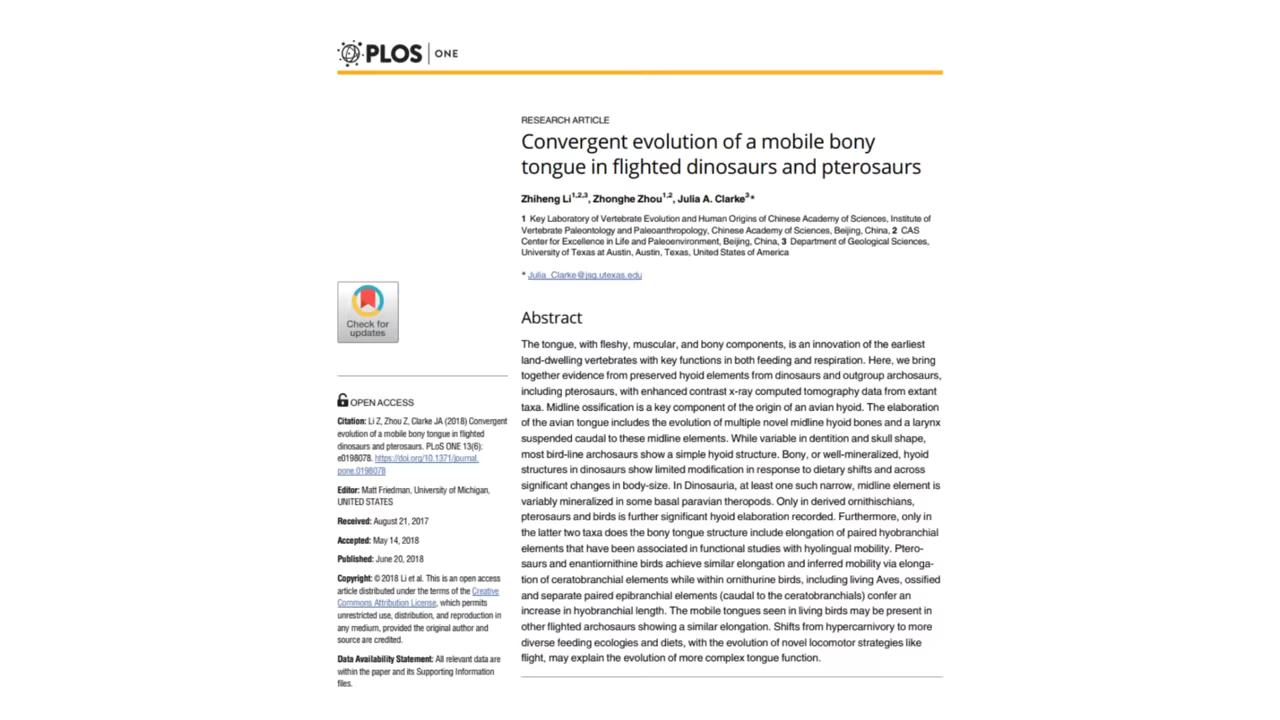 PLOS | ONE
RESEARCH ARTICLE
Convergent evolution of a mobile bony
tongue in flighted dinosaurs and pterosaurs
Zhiheng Li1,2,3, Zhonghe Zhou1,2, Julia A. Clarke3*
1 Key Laboratory of Vertebrate Evolution and Human Origins of Chinese Academy of Sciences, Institute of
Vertebrate Paleontology and Paleoanthropology, Chinese Academy of Sciences, Beijing, China, 2 CAS
Center for Excellence in Life and Paleoenvironment, Beijing, China, 3 Department of Geological Sciences,
University of Texas at Austin, Austin, Texas, United States of America
* Julia_Clarke@jsg.utexas.edu
Abstract
The tongue, with fleshy, muscular, and bony components, is an innovation of the earliest
land-dwelling vertebrates with key functions in both feeding and respiration. Here, we bring
together evidence from preserved hyoid elements from dinosaurs and outgroup archosaurs,
including pterosaurs, with enhanced contrast x-ray computed tomography data from extant
taxa. Midline ossification is a key component of the origin of an avian hyoid. The elaboration
of the avian tongue includes the evolution of multiple novel midline hyoid bones and a larynx
suspended caudal to these midline elements. While variable in dentition and skull shape,
most bird-line archosaurs show a simple hyoid structure. Bony, or well-mineralized, hyoid
structures in dinosaurs show limited modification in response to dietary shifts and across
significant changes in body-size. In Dinosauria, at least one such narrow, midline element is
variably mineralized in some basal paravian theropods. Only in derived ornithischians,
pterosaurs and birds is further significant hyoid elaboration recorded. Furthermore, only in
the latter two taxa does the bony tongue structure include elongation of paired hyobranchial
elements that have been associated in functional studies with hyolingual mobility. Ptero-
saurs and enantiornithine birds achieve similar elongation and inferred mobility via elonga-
tion of ceratobranchial elements while within ornithurine birds, including living Aves, ossified
and separate paired epibranchial elements (caudal to the ceratobranchials) confer an
increase in hyobranchial length. The mobile tongues seen in living birds may be present in
other flighted archosaurs showing a similar elongation. Shifts from hypercarnivory to more
diverse feeding ecologies and diets, with the evolution of novel locomotor strategies like
flight, may explain the evolution of more complex tongue function.
Check for
updates
OPEN ACCESS
Citation: Li Z, Zhou Z, Clarke JA (2018) Convergent
evolution of a mobile bony tongue in flighted
dinosaurs and pterosaurs. PLoS ONE 13(6):
e0198078. https://doi.org/10.1371/journal.
pone.0198078
Editor: Matt Friedman, University of Michigan,
UNITED STATES
Received: August 21, 2017
Accepted: May 14, 2018
Published: June 20, 2018
Copyright: © 2018 Li et al. This is an open access
article distributed under the terms of the Creative
Commons Attribution License, which permits
unrestricted use, distribution, and reproduction in
any medium, provided the original author and
source are credited.
Data Availability Statement: All relevant data are
within the paper and its Supporting Information
files.